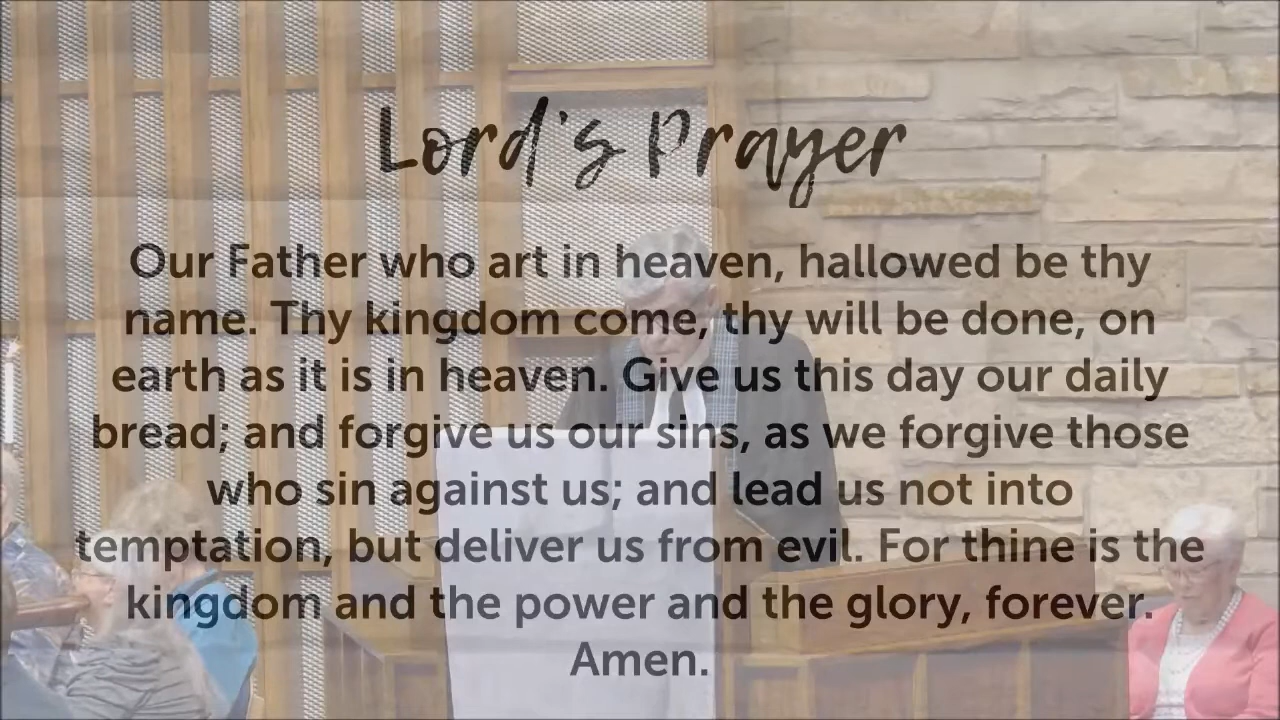 Lord's Prayer
Our Father who art in heaven, hallowed be thy
name. Thy kingdom come, thy will be done, on
earth as it is in heaven. Give us this day our daily
bread; and forgive us our sins, as we forgive those
who sin against us; and lead us not into
temptation, but deliver us from evil. For thine is the
kingdom and the power and the glory, forever.
Amen.